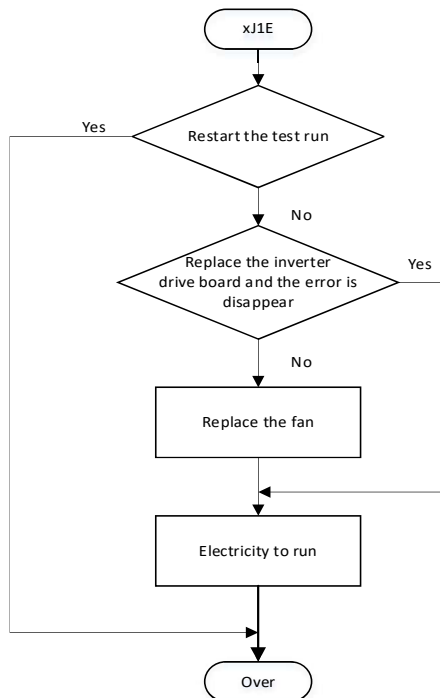 xJ1E
Yes
Restart the test run
No
Replace the inverter
drive board and the error is
disappear
Yes
No
Replace the fan
Electricity to run
Over